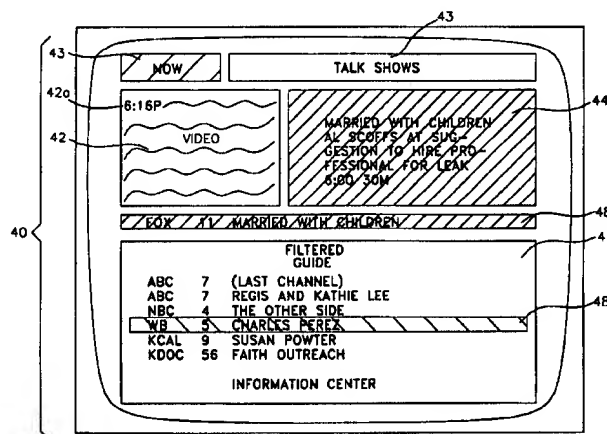 43
43
NOW
TALK SHOWS
42a
6:16P
42
VIDEO
44
MARRIED WITH CHILDREN
AL SCOFFS AT SUG-
GESTION TO HIRE PRO-
FESSIONAL FOR LEAK
6:00 30M
FOX 11 MARRIED WITH CHILDREN
48
40
4
FILTERED
GUIDE
ABC 7 (LAST CHANNEL)
ABC 7 REGIS AND KATHIE LEE
NBC 4 THE OTHER SIDE
WB 5 CHARLES PEREZ
48
KCAL 9 SUSAN POWTER
KDOC 56 FAITH OUTREACH
INFORMATION CENTER